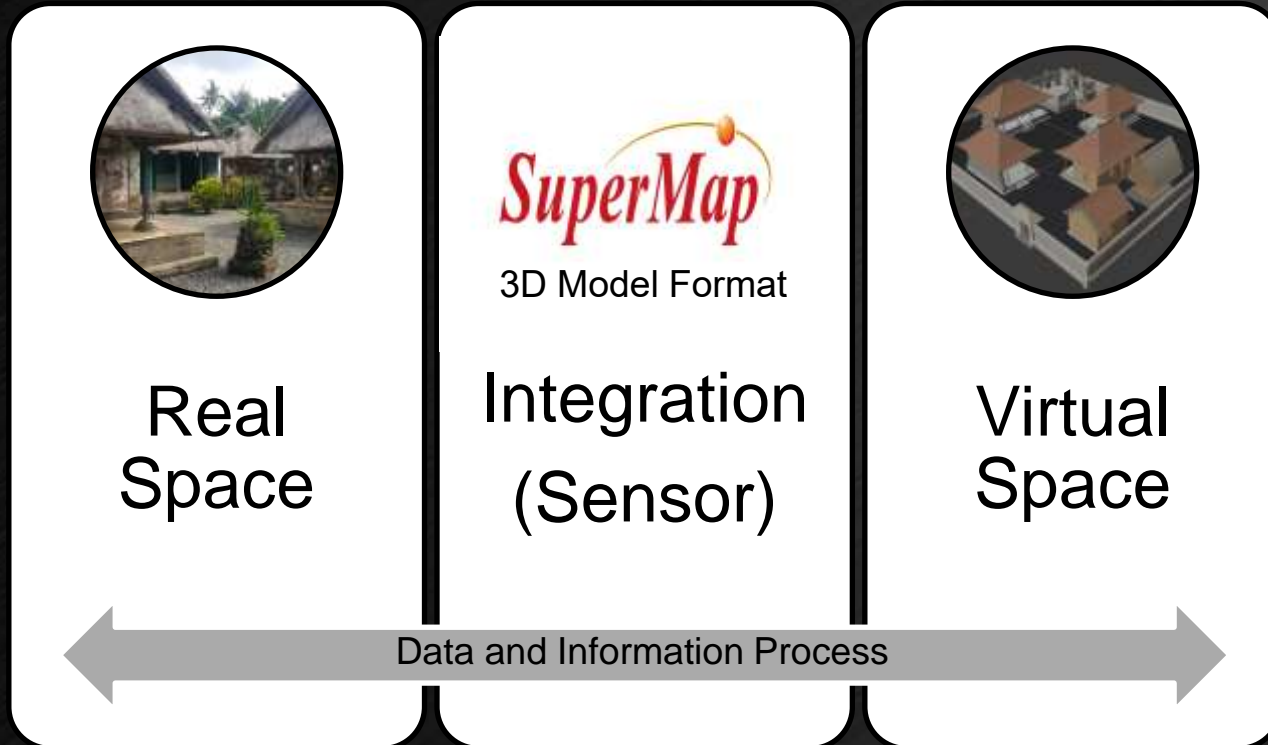 Real
Space
SuperMap
3D Model Format
Integration
(Sensor)
Virtual
Space
Data and Information Process